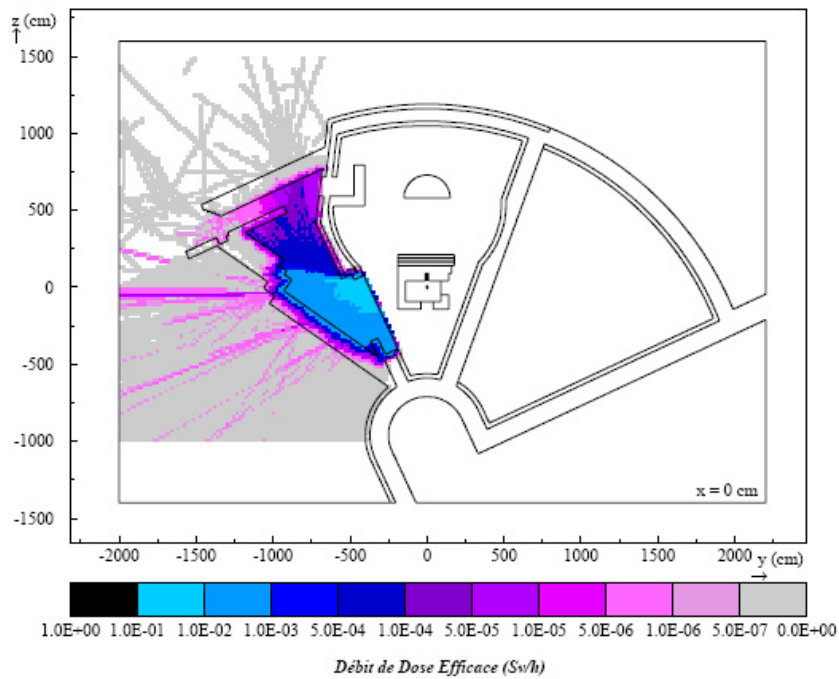 z (cm)
1500
1000
500
0
-500
-1000
-1500
x = 0 cm
-2000 -1500 -1000 -500 0 500 1000 1500 2000 y (cm)
1.0E+00 1.0E-01 1.0E-02 1.0E-03 5.0E-04 1.0E-04 5.0E-05 1.0E-05 5.0E-06 1.0E-06 5.0E-07 0.0E+00
Débit de Dose Efficace (Sv/h)